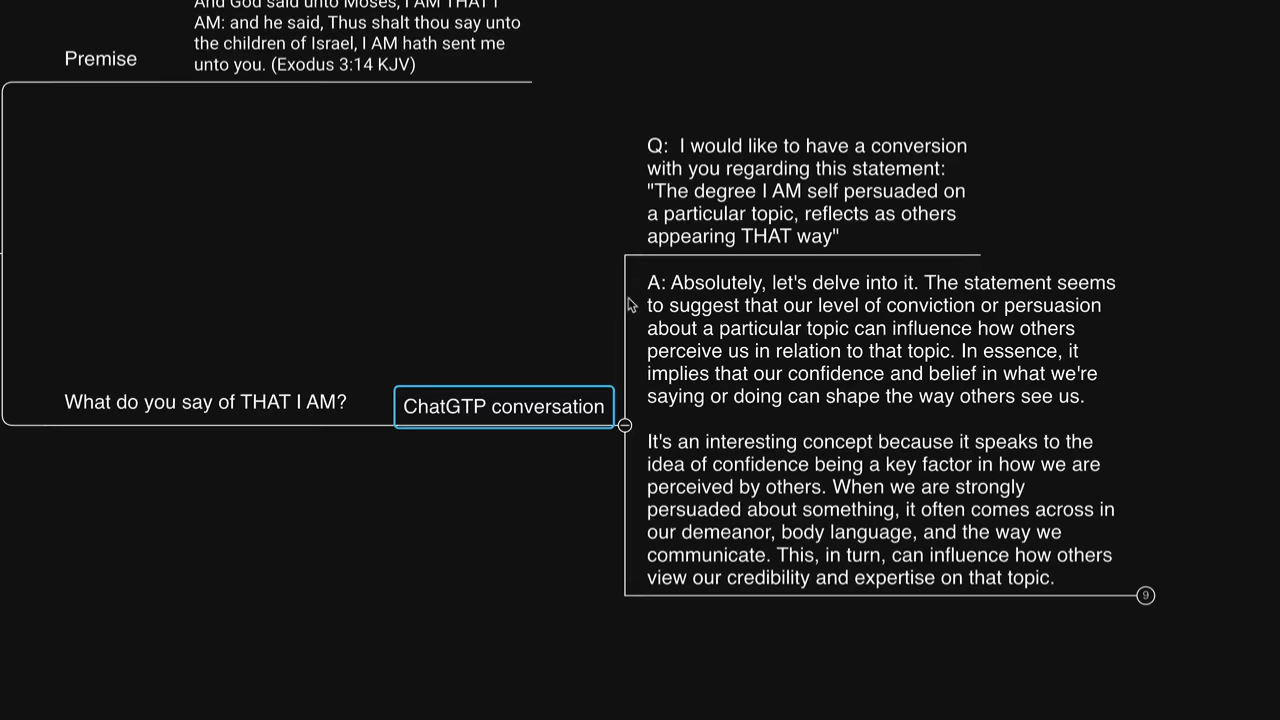 And God said unto Moses, I AM THAT I
AM: and he said, Thus shalt thou say unto
the children of Israel, I AM hath sent me
unto you. (Exodus 3:14 KJV)
Premise
Q:  I would like to have a conversion
with you regarding this statement:
"The degree I AM self persuaded on
a particular topic, reflects as others
appearing THAT way"
A: Absolutely, let's delve into it. The statement seems
to suggest that our level of conviction or persuasion
about a particular topic can influence how others
perceive us in relation to that topic. In essence, it
implies that our confidence and belief in what we're
saying or doing can shape the way others see us.
It's an interesting concept because it speaks to the
idea of confidence being a key factor in how we are
perceived by others. When we are strongly
persuaded about something, it often comes across in
our demeanor, body language, and the way we
communicate. This, in turn, can influence how others
view our credibility and expertise on that topic.
What do you say of THAT I AM?
ChatGTP conversation
9